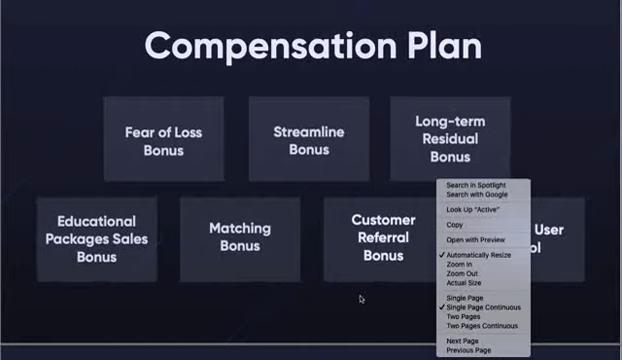 Compensation Plan
Fear of Loss
Bonus
Streamline
Bonus
Long-term
Residual
Bonus
Educational
Packages Sales
Bonus
Matching
Bonus
Customer
Referral
Bonus
User
Search in Spotlight
Search with Google
Look Up "Active"
Copy
Open with Preview
✓ Automatically Resize
Zoom In
Zoom Out
Actual Size
Single Page
✓ Single Page Continuous
Two Pages
Two Pages Continuous
Next Page
Previous Page